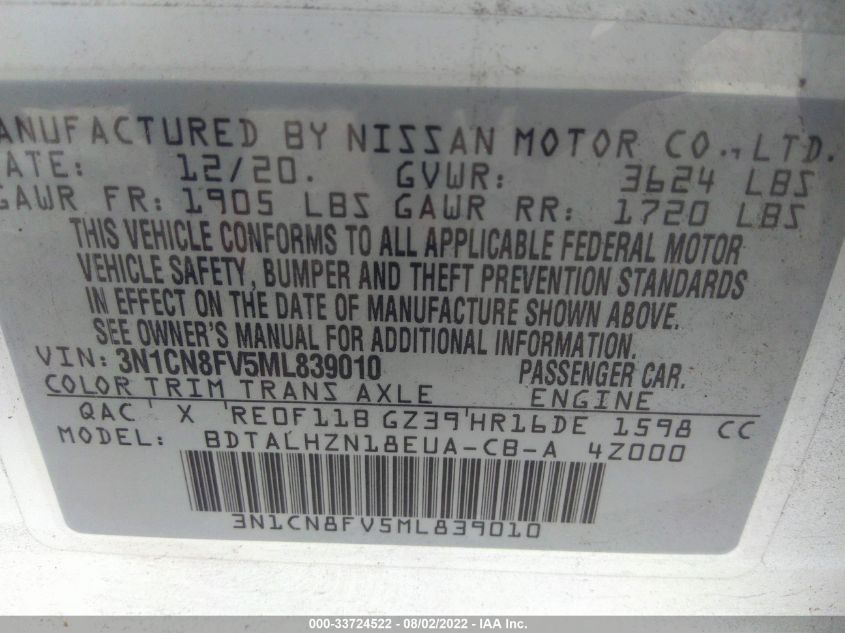 ANUFACTURED BY NISSAN MOTOR CO., LTD.
ATE: 12/20. GVWR: 3624 LBS
GAWR FR: 1905 LBS GAWR RR: 1720 LBS
THIS VEHICLE CONFORMS TO ALL APPLICABLE FEDERAL MOTOR
VEHICLE SAFETY, BUMPER AND THEFT PREVENTION STANDARDS
IN EFFECT ON THE DATE OF MANUFACTURE SHOWN ABOVE.
SEE OWNER'S MANUAL FOR ADDITIONAL INFORMATION.
VIN: 3N1CN8FV5ML839010 PASSENGER CAR.
COLOR TRIM TRANS AXLE ENGINE
QAC X RE0F11B GZ39 HR16DE 1598 CC
MODEL: BDTALHZN18EUA-CB-A 4Z000
3N1CN8FV5ML839010
000-33724522 - 08/02/2022 - IAA Inc.